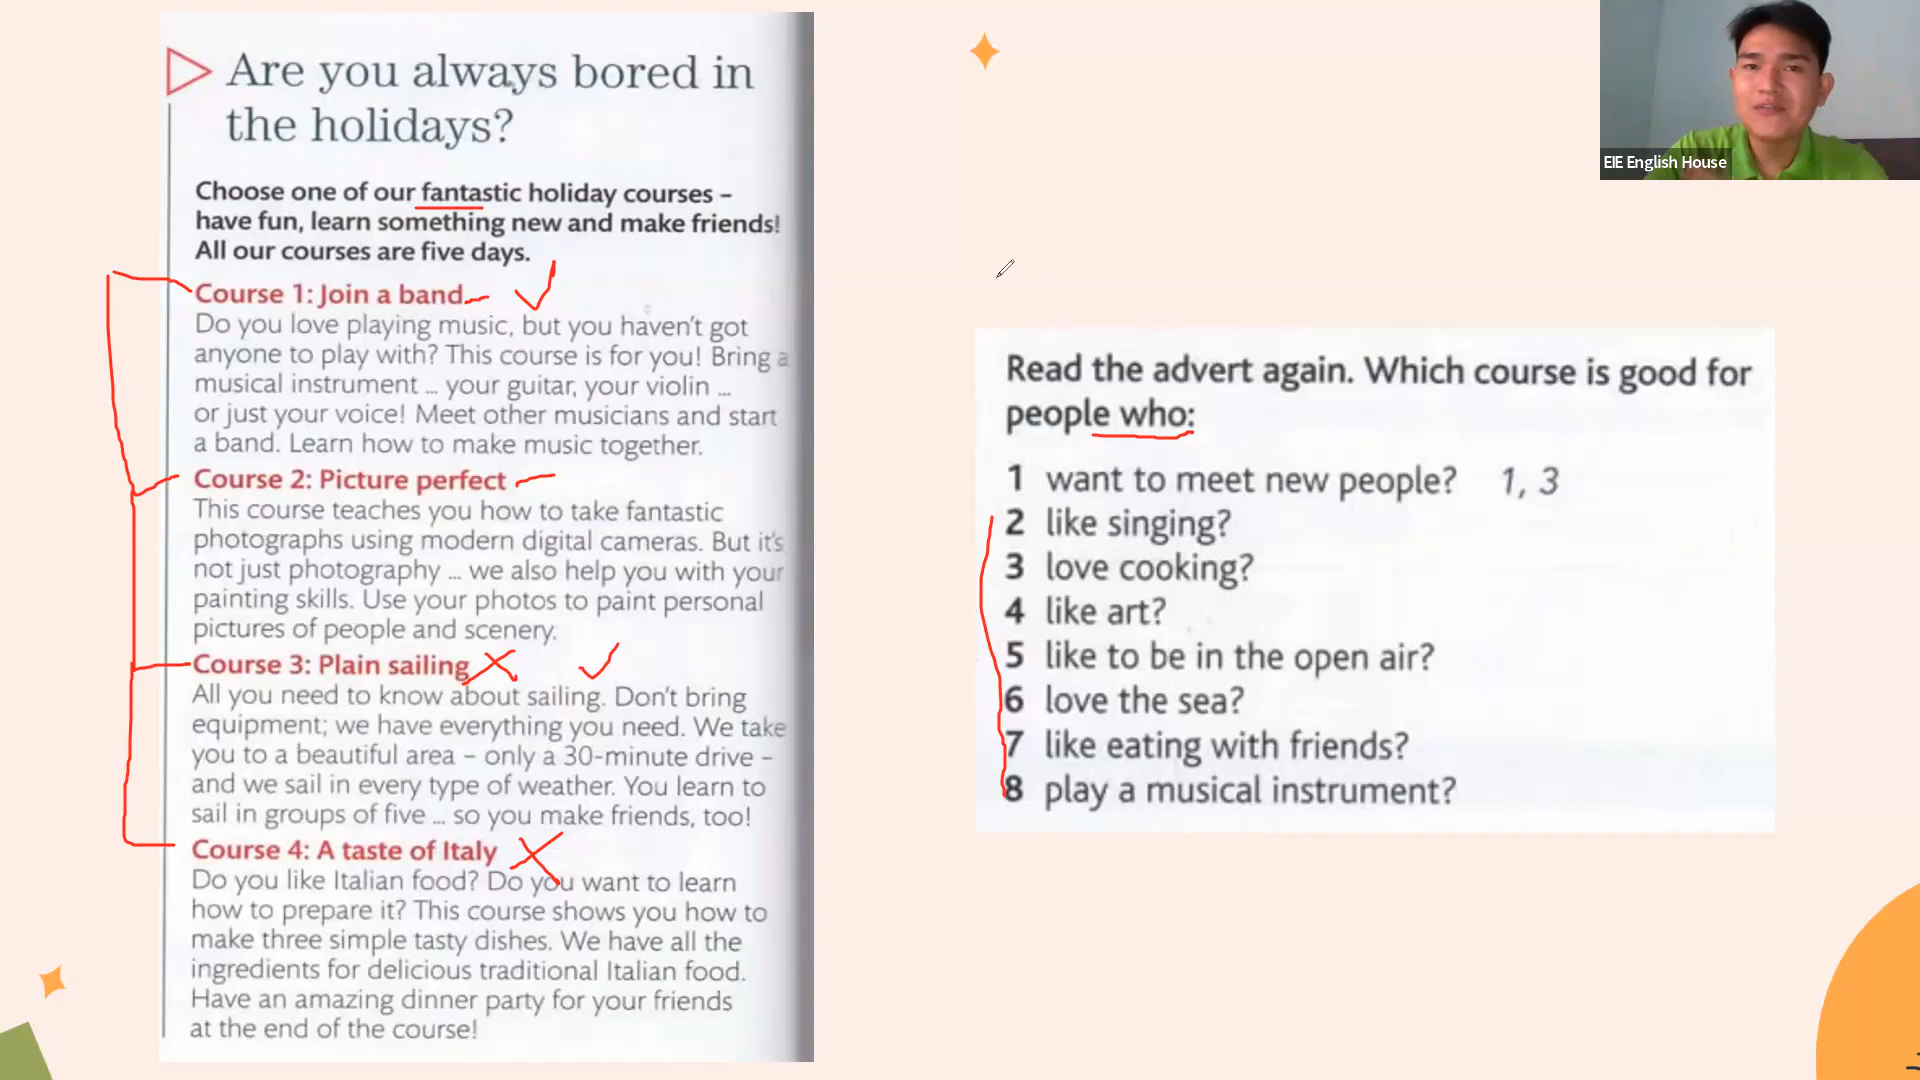 Are you always bored in
the holidays?
Choose one of our fantastic holiday courses –
have fun, learn something new and make friends!
All our courses are five days.
Course 1: Join a band
Do you love playing music, but you haven't got
anyone to play with? This course is for you! Bring a
musical instrument ... your guitar, your violin ...
or just your voice! Meet other musicians and start
a band. Learn how to make music together.
Course 2: Picture perfect
This course teaches you how to take fantastic
photographs using modern digital cameras. But it's
not just photography ... we also help you with your
painting skills. Use your photos to paint personal
pictures of people and scenery.
Course 3: Plain sailing
All you need to know about sailing. Don't bring
equipment; we have everything you need. We take
you to a beautiful area – only a 30-minute drive –
and we sail in every type of weather. You learn to
sail in groups of five ... so you make friends, too!
Course 4: A taste of Italy
Do you like Italian food? Do you want to learn
how to prepare it? This course shows you how to
make three simple tasty dishes. We have all the
ingredients for delicious traditional Italian food.
Have an amazing dinner party for your friends
at the end of the course!
EIE English House
Read the advert again. Which course is good for
people who:
1 want to meet new people? 1, 3
2 like singing?
3 love cooking?
4 like art?
5 like to be in the open air?
6 love the sea?
7 like eating with friends?
8 play a musical instrument?